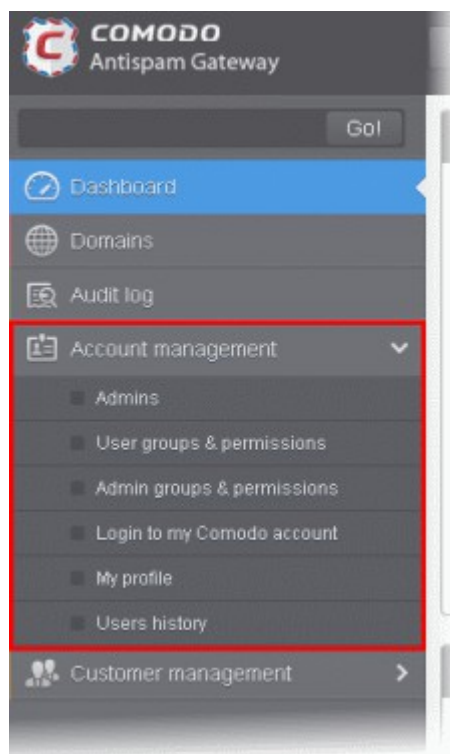 COMODO
Antispam Gateway
Go!
Dashboard
Domains
Audit log
Account management
Admins
User groups & permissions
Admin groups & permissions
Login to my Comodo account
My profile
Users history
Customer management